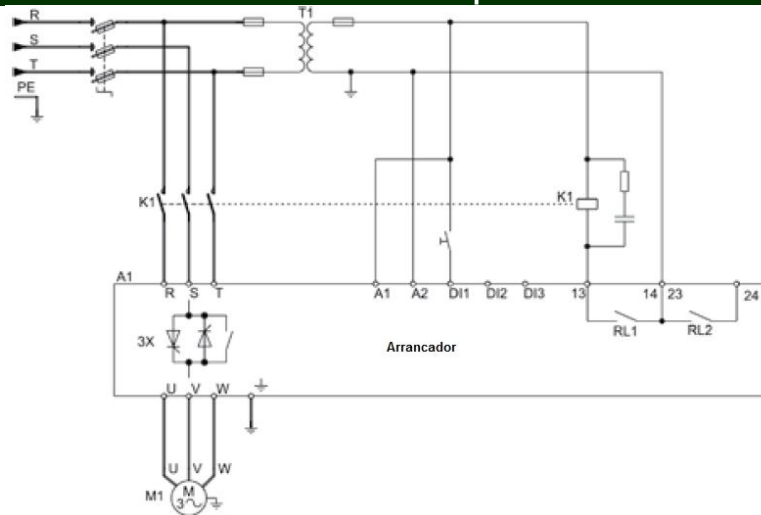 R
S
T
PE
T1
K1
K1
A1
R S T
A1 A2 DI1 DI2 DI3 13 14 23 24
3X
Arrancador
RL1 RL2
U V W
U V W
M1
M
3~